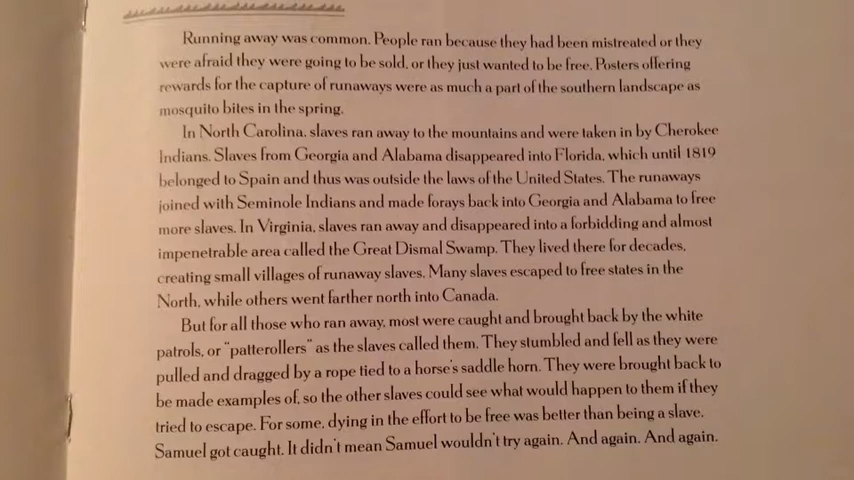 Running away was common. People ran because they had been mistreated or they
were afraid they were going to be sold, or they just wanted to be free. Posters offering
rewards for the capture of runaways were as much a part of the southern landscape as
mosquito bites in the spring.
In North Carolina, slaves ran away to the mountains and were taken in by Cherokee
Indians. Slaves from Georgia and Alabama disappeared into Florida, which until 1819
belonged to Spain and thus was outside the laws of the United States. The runaways
joined with Seminole Indians and made forays back into Georgia and Alabama to free
more slaves. In Virginia, slaves ran away and disappeared into a forbidding and almost
impenetrable area called the Great Dismal Swamp. They lived there for decades,
creating small villages of runaway slaves. Many slaves escaped to free states in the
North, while others went farther north into Canada.
But for all those who ran away, most were caught and brought back by the white
patrols, or “patterollers” as the slaves called them. They stumbled and fell as they were
pulled and dragged by a rope tied to a horse's saddle horn. They were brought back to
be made examples of, so the other slaves could see what would happen to them if they
tried to escape. For some, dying in the effort to be free was better than being a slave.
Samuel got caught. It didn't mean Samuel wouldn't try again. And again. And again.